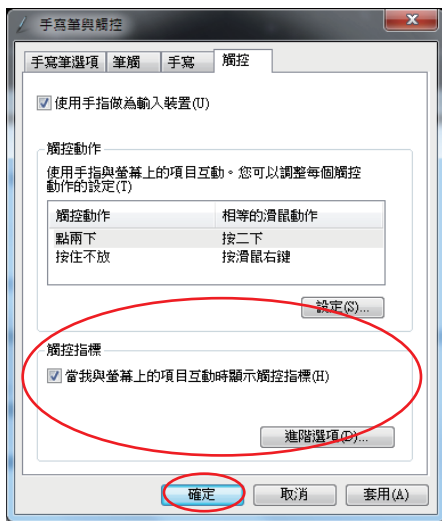 手寫筆與觸控
手寫筆選項 筆觸 手寫 觸控
使用手指做為輸入裝置(U)
觸控動作
使用手指與螢幕上的項目互動。您可以調整每個觸控
動作的設定(T)
觸控動作 相等的滑鼠動作
點兩下 按二下
按住不放 按滑鼠右鍵
設定(S)...
觸控指標
當我與螢幕上的項目互動時顯示觸控指標(H)
進階選項(D)...
確定 取消 套用(A)